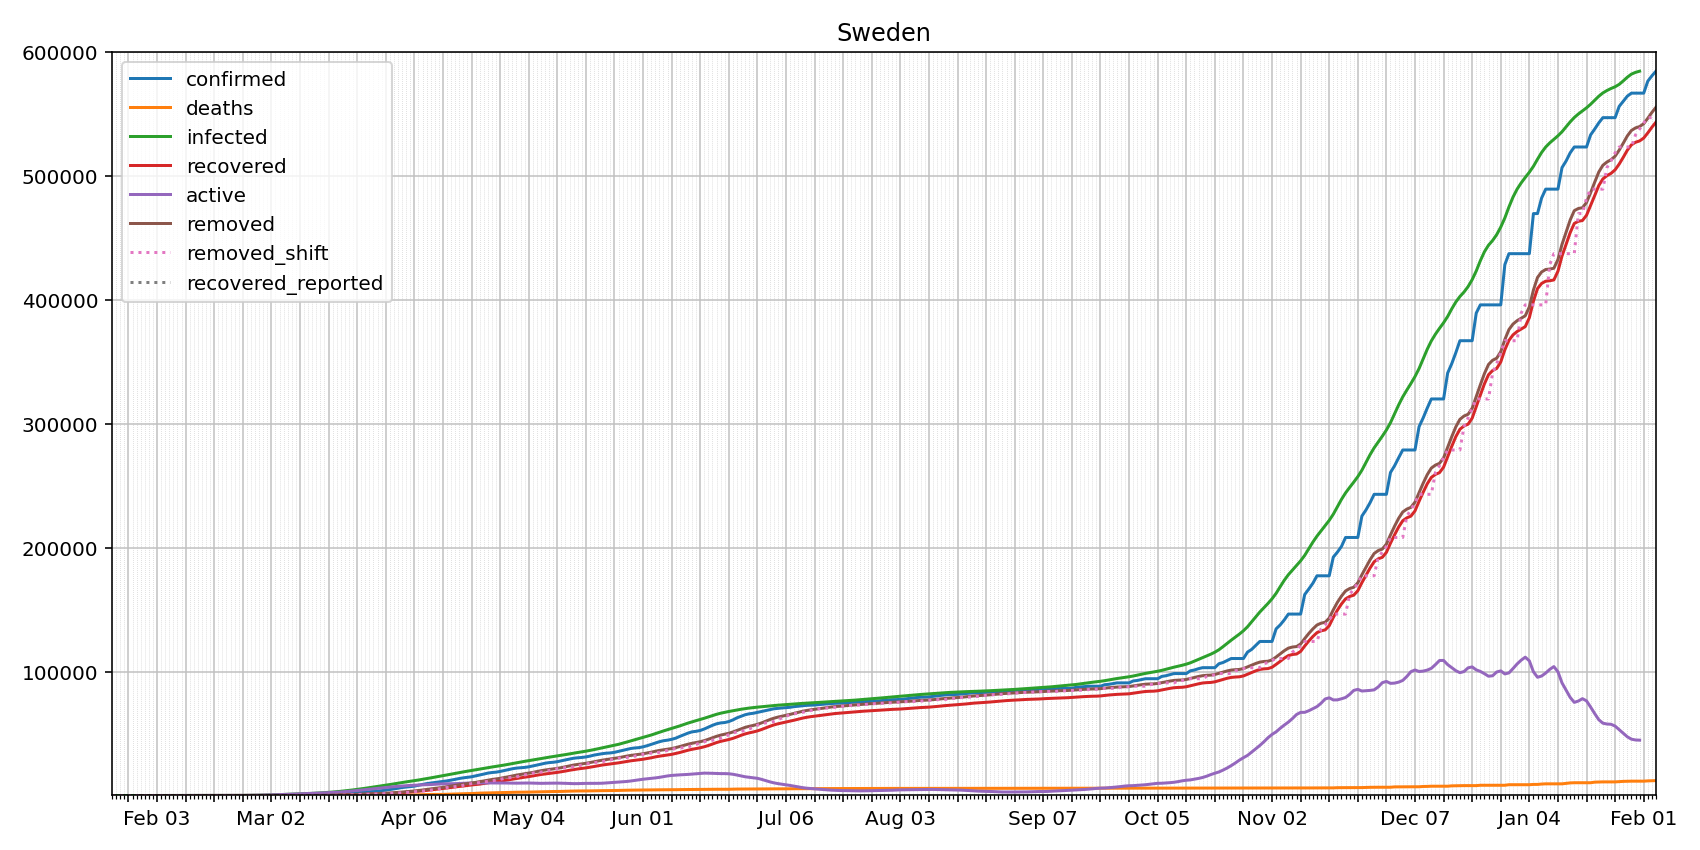 Sweden
600000
500000
400000
300000
200000
100000
confirmed
deaths
infected
recovered
active
removed
removed_shift
recovered_reported
Feb 03 Mar 02 Apr 06 May 04 Jun 01 Jul 06 Aug 03 Sep 07 Oct 05 Nov 02 Dec 07 Jan 04 Feb 01